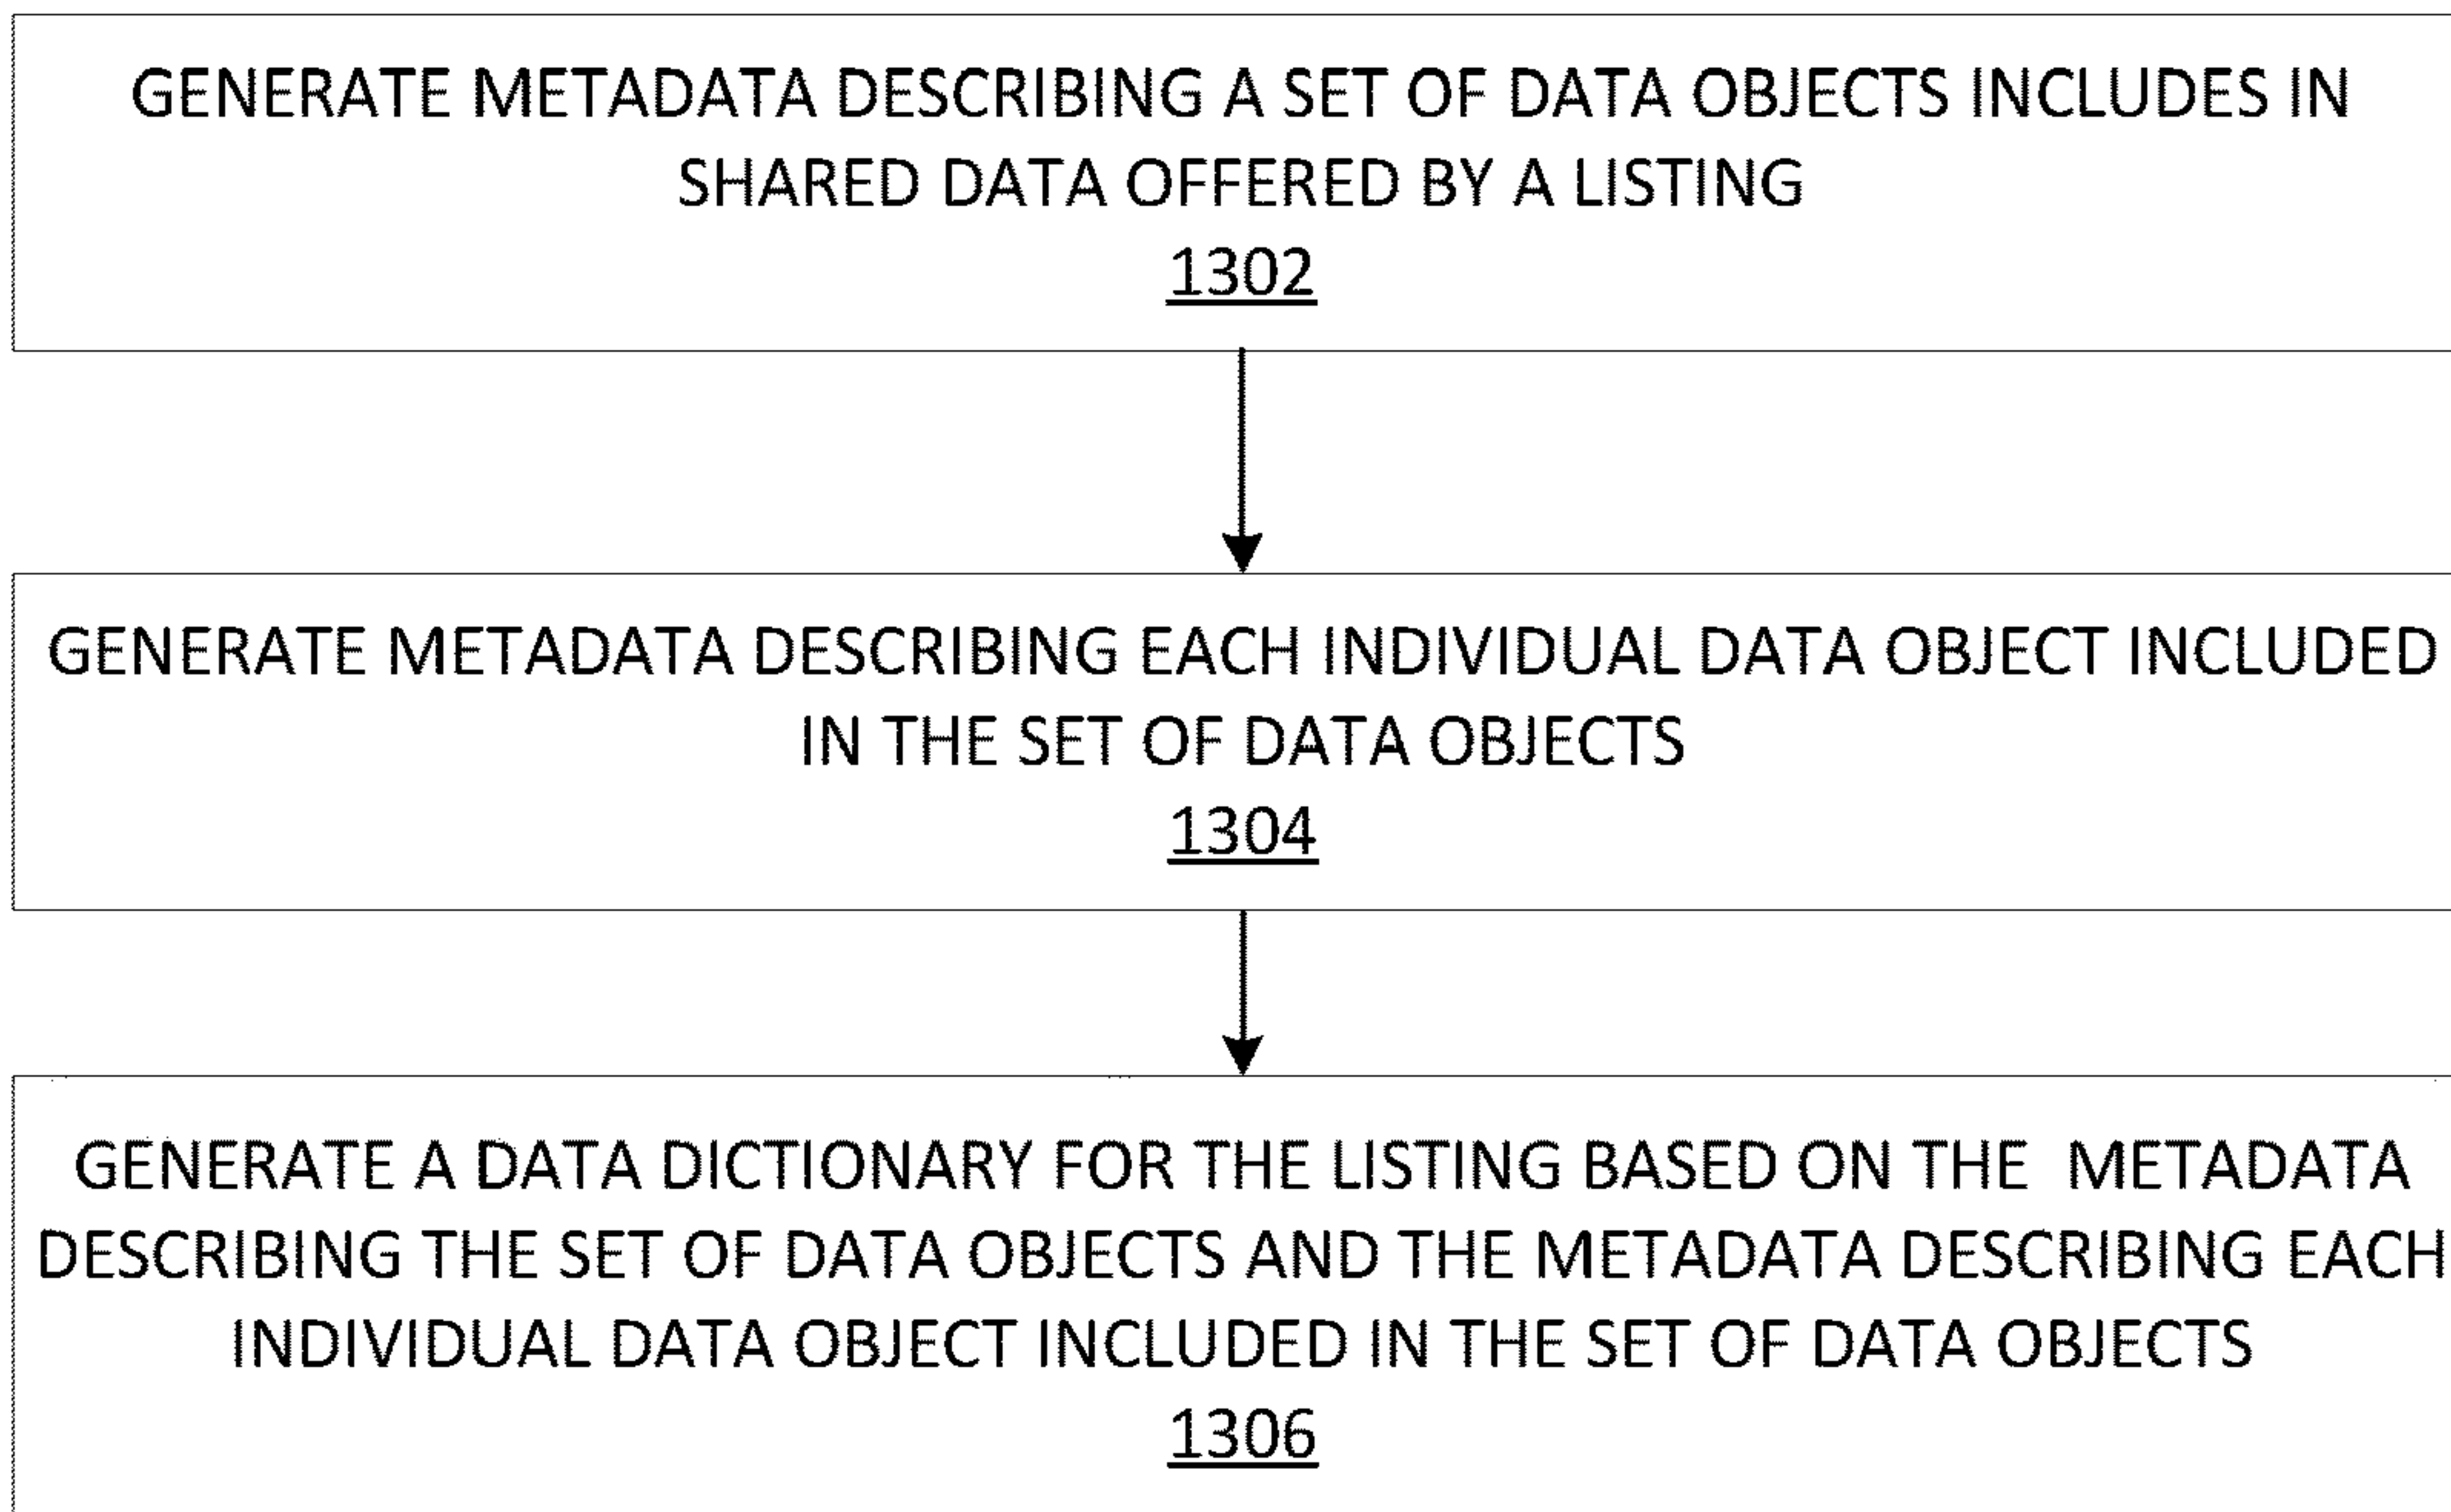 GENERATE METADATA DESCRIBING A SET OF DATA OBJECTS INCLUDES IN
SHARED DATA OFFERED BY A LISTING
1302
GENERATE METADATA DESCRIBING EACH INDIVIDUAL DATA OBJECT INCLUDED
IN THE SET OF DATA OBJECTS
1304
GENERATE A DATA DICTIONARY FOR THE LISTING BASED ON THE METADATA
DESCRIBING THE SET OF DATA OBJECTS AND THE METADATA DESCRIBING EACH
INDIVIDUAL DATA OBJECT INCLUDED IN THE SET OF DATA OBJECTS
1306